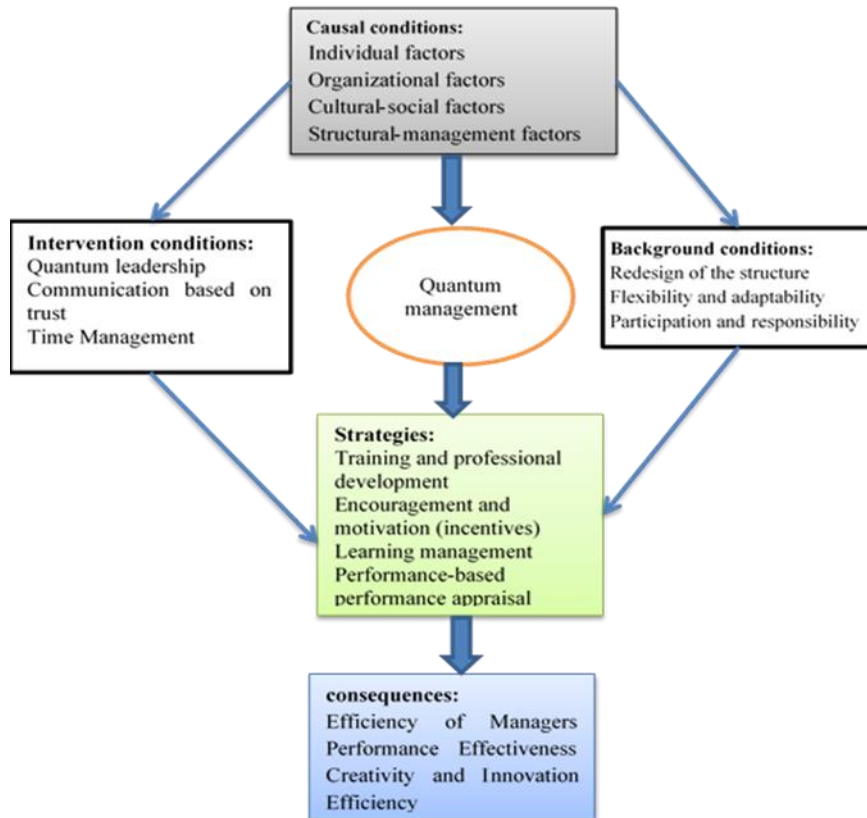 Causal conditions:
Individual factors
Organizational factors
Cultural-social factors
Structural-management factors
Intervention conditions:
Quantum leadership
Communication based on
trust
Time Management
Quantum
management
Background conditions:
Redesign of the structure
Flexibility and adaptability
Participation and responsibility
Strategies:
Training and professional
development
Encouragement and
motivation (incentives)
Learning management
Performance-based
performance appraisal
consequences:
Efficiency of Managers
Performance Effectiveness
Creativity and Innovation
Efficiency